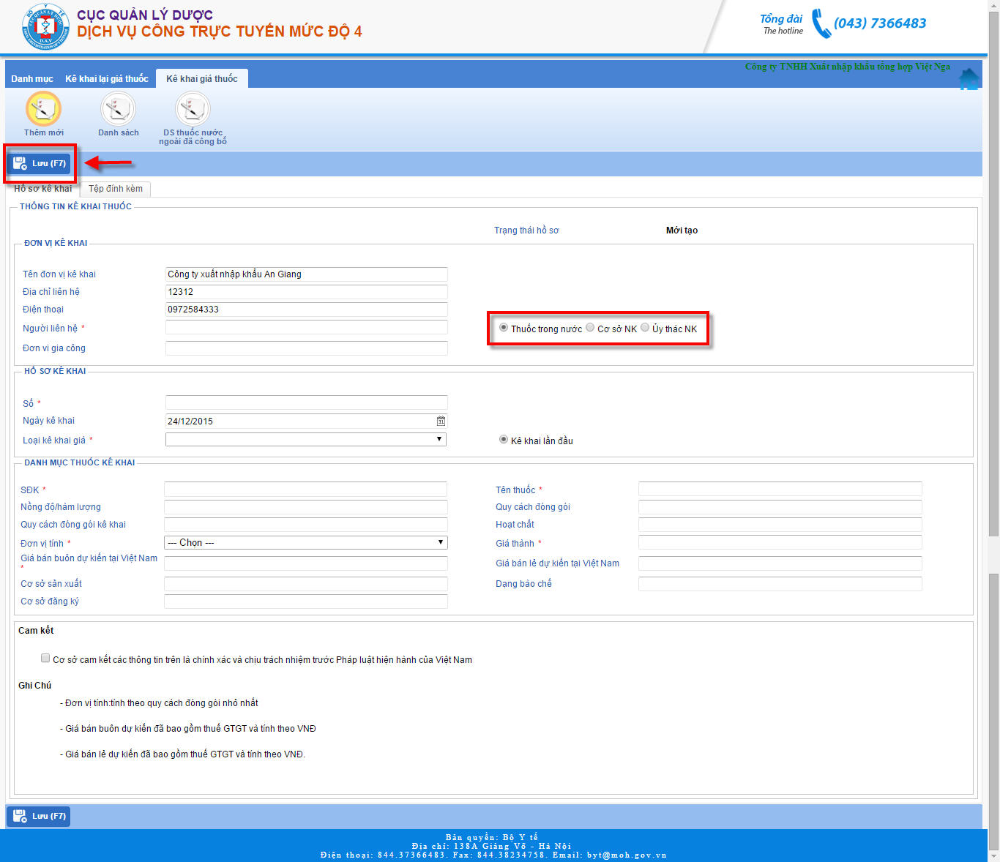 CỤC QUẢN LÝ DƯỢC
DỊCH VỤ CÔNG TRỰC TUYẾN MỨC ĐỘ 4
Tổng đài
The hotline
(043) 7366483
Công ty TNHH Xuất nhập khẩu tổng hợp Việt Nga
Danh mục Kê khai lại giá thuốc Kê khai giá thuốc
Thêm mới Danh sách DS thuốc nước
ngoài đã công bố
Lưu (F7)
Hồ sơ kê khai Tệp đính kèm
THÔNG TIN KÊ KHAI THUỐC
Trạng thái hồ sơ Mới tạo
ĐƠN VỊ KÊ KHAI
Tên đơn vị kê khai Công ty xuất nhập khẩu An Giang
Địa chỉ liên hệ 12312
Điện thoại 0972584333
Người liên hệ * Thuốc trong nước Cơ sở NK Ủy thác NK
Đơn vị gia công
HỒ SƠ KÊ KHAI
Số *
Ngày kê khai 24/12/2015
Loại kê khai giá * Kê khai lần đầu
DANH MỤC THUỐC KÊ KHAI
SĐK * Tên thuốc *
Nồng độ/hàm lượng Quy cách đóng gói
Quy cách đóng gói kê khai Hoạt chất
Đơn vị tính * --- Chọn --- Giá thành *
Giá bán buôn dự kiến tại Việt Nam * Giá bán lẻ dự kiến tại Việt Nam
Cơ sở sản xuất Dạng bào chế
Cơ sở đăng ký
Cam kết
Cơ sở cam kết các thông tin trên là chính xác và chịu trách nhiệm trước Pháp luật hiện hành của Việt Nam
Ghi Chú
- Đơn vị tính:tính theo quy cách đóng gói nhỏ nhất
- Giá bán buôn dự kiến đã bao gồm thuế GTGT và tính theo VNĐ
- Giá bán lẻ dự kiến đã bao gồm thuế GTGT và tính theo VNĐ.
Lưu (F7)
Bản quyền: Bộ Y tế
Địa chỉ: 138A Giảng Võ - Hà Nội
Điện thoại: 844.37366483. Fax: 844.38234758. Email: byt@moh.gov.vn